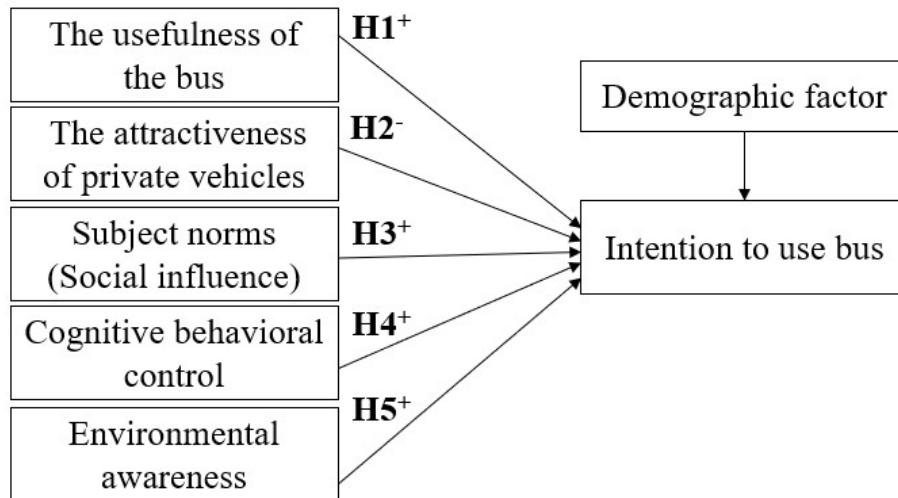 The usefulness of
the bus
H1⁺
The attractiveness
of private vehicles
H2⁻
Subject norms
(Social influence)
H3⁺
Cognitive behavioral
control
H4⁺
Environmental
awareness
H5⁺
Demographic factor
Intention to use bus